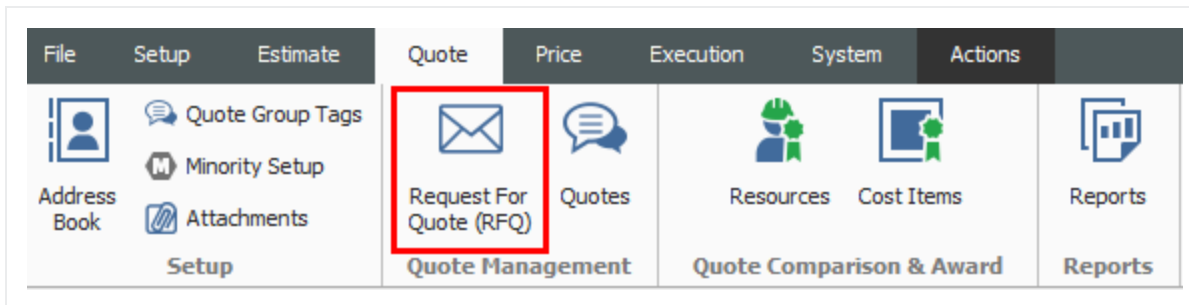 File Setup Estimate Quote Price Execution System Actions
Address Book
Quote Group Tags
M Minority Setup
Attachments
Request For
Quote (RFQ)
Quotes
Resources
Cost Items
Reports
Setup
Quote Management
Quote Comparison & Award
Reports